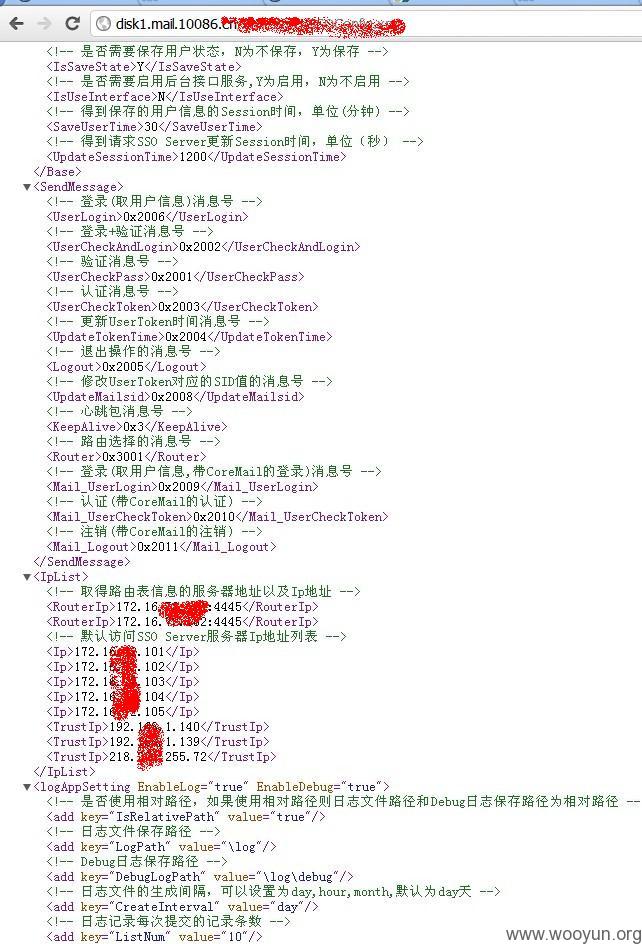 disk1.mail.10086.cn
<!-- 是否需要保存用户状态，N为不保存，Y为保存 -->
<IsSaveState>Y</IsSaveState>
<!-- 是否需要启用后台接口服务,Y为启用，N为不启用 -->
<IsUseInterface>N</IsUseInterface>
<!-- 得到保存的用户信息的Session时间，单位(分钟) -->
<SaveUserTime>30</SaveUserTime>
<!-- 得到请求SSO Server更新Session时间，单位（秒） -->
<UpdateSessionTime>1200</UpdateSessionTime>
</Base>
▼<SendMessage>
<!-- 登录(取用户信息)消息号 -->
<UserLogin>0x2006</UserLogin>
<!-- 登录+验证消息号 -->
<UserCheckAndLogin>0x2002</UserCheckAndLogin>
<!-- 验证消息号 -->
<UserCheckPass>0x2001</UserCheckPass>
<!-- 认证消息号 -->
<UserCheckToken>0x2003</UserCheckToken>
<!-- 更新UserToken时间消息号 -->
<UpdateTokenTime>0x2004</UpdateTokenTime>
<!-- 退出操作的消息号 -->
<Logout>0x2005</Logout>
<!-- 修改UserToken对应的SID值的消息号 -->
<UpdateMailsid>0x2008</UpdateMailsid>
<!-- 心跳包消息号 -->
<KeepAlive>0x3</KeepAlive>
<!-- 路由选择的消息号 -->
<Router>0x3001</Router>
<!-- 登录(取用户信息,带CoreMail的登录)消息号 -->
<Mail_UserLogin>0x2009</Mail_UserLogin>
<!-- 认证(带CoreMail的认证) -->
<Mail_UserCheckToken>0x2010</Mail_UserCheckToken>
<!-- 注销(带CoreMail的注销) -->
<Mail_Logout>0x2011</Mail_Logout>
</SendMessage>
▼<IpList>
<!-- 取得路由表信息的服务器地址以及Ip地址 -->
<RouterIp>172.16. :4445</RouterIp>
<RouterIp>172.16. 2:4445</RouterIp>
<!-- 默认访问SSO Server服务器Ip地址列表 -->
<Ip>172.1 .101</Ip>
<Ip>172.1 .102</Ip>
<Ip>172.1 .103</Ip>
<Ip>172.1 .104</Ip>
<Ip>172.16 .105</Ip>
<TrustIp>192. 1.140</TrustIp>
<TrustIp>192. 1.139</TrustIp>
<TrustIp>218. 255.72</TrustIp>
</IpList>
▼<logAppSetting EnableLog="true" EnableDebug="true">
<!-- 是否使用相对路径，如果使用相对路径则日志文件路径和Debug日志保存路径为相对路径 --
<add key="IsRelativePath" value="true"/>
<!-- 日志文件保存路径 -->
<add key="LogPath" value="\log"/>
<!-- Debug日志保存路径 -->
<add key="DebugLogPath" value="\log\debug"/>
<!-- 日志文件的生成间隔，可以设置为day,hour,month,默认为day天 -->
<add key="CreateInterval" value="day"/>
<!-- 日志记录每次提交的记录条数 -->
<add key="ListNum" value="10"/>
www.wooyun.org